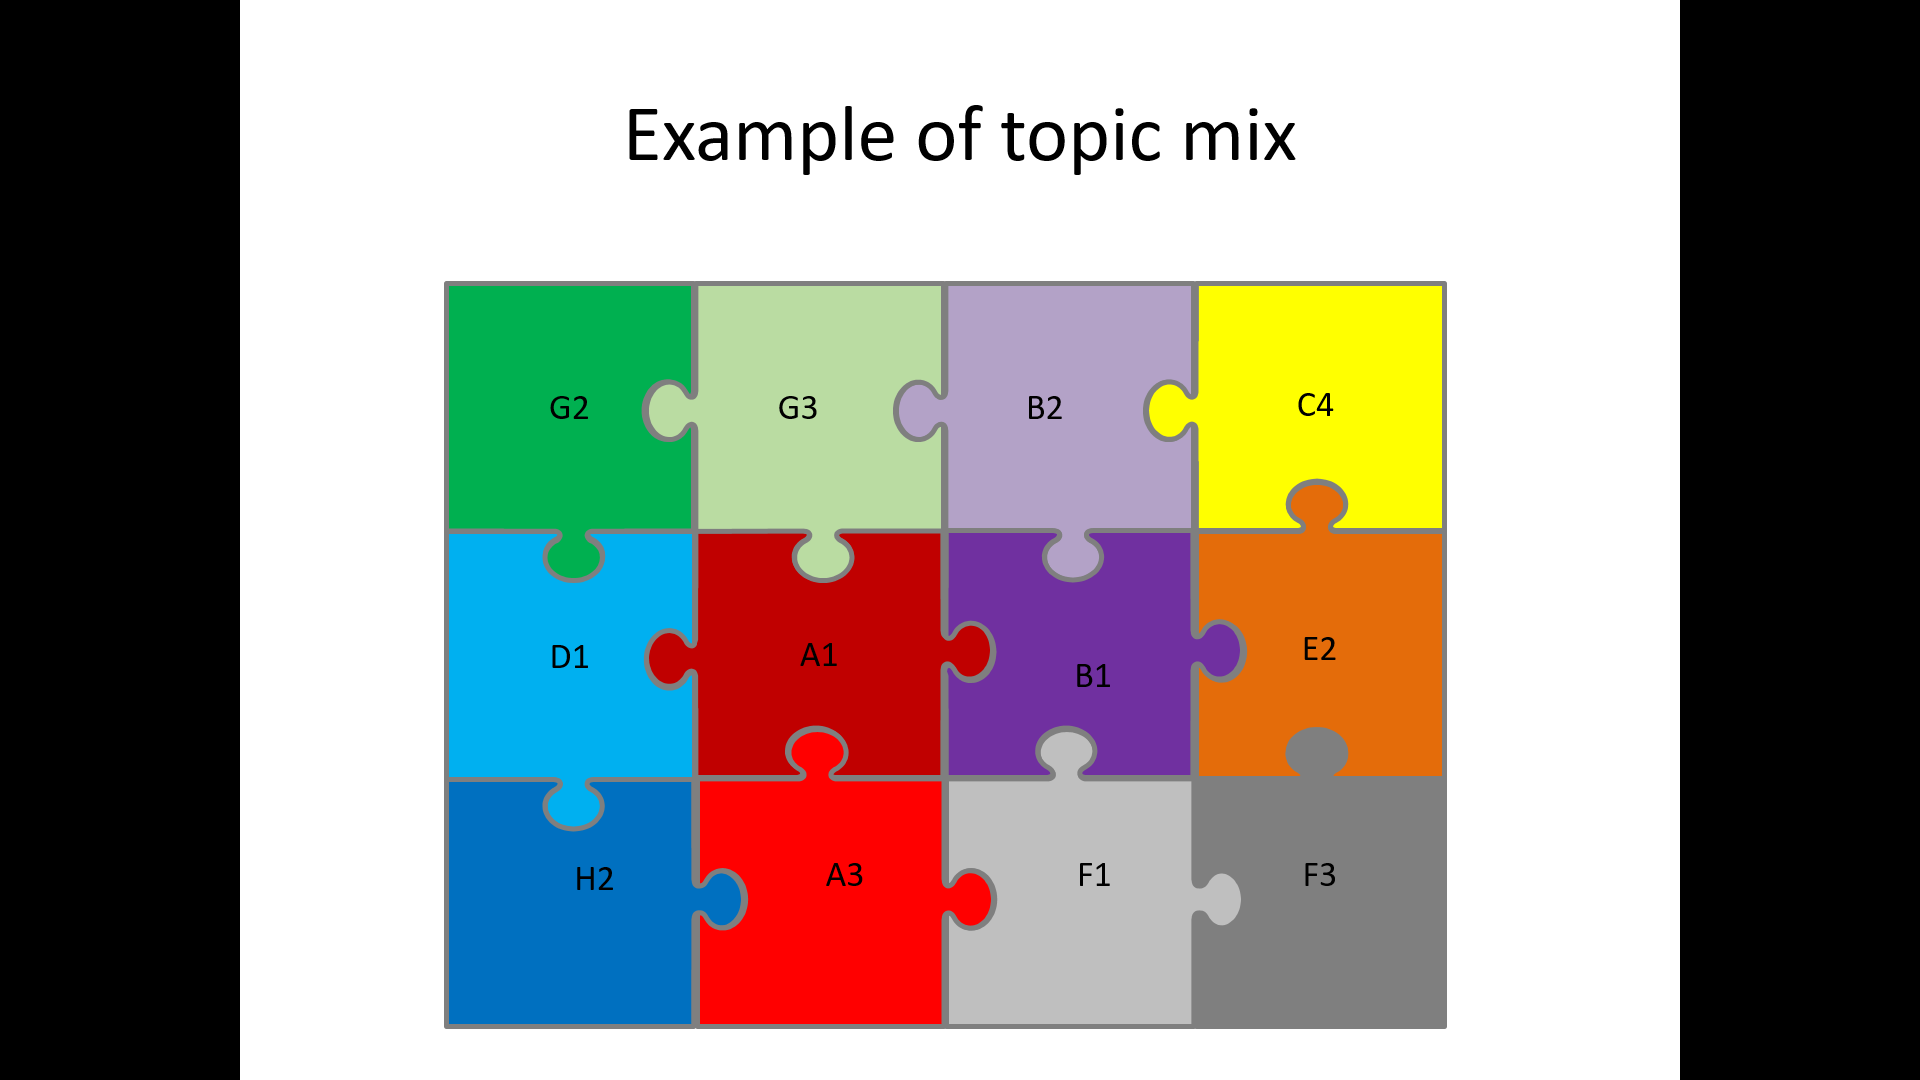 Example of topic mix
G2 G3 B2 C4
D1 A1 B1 E2
H2 A3 F1 F3